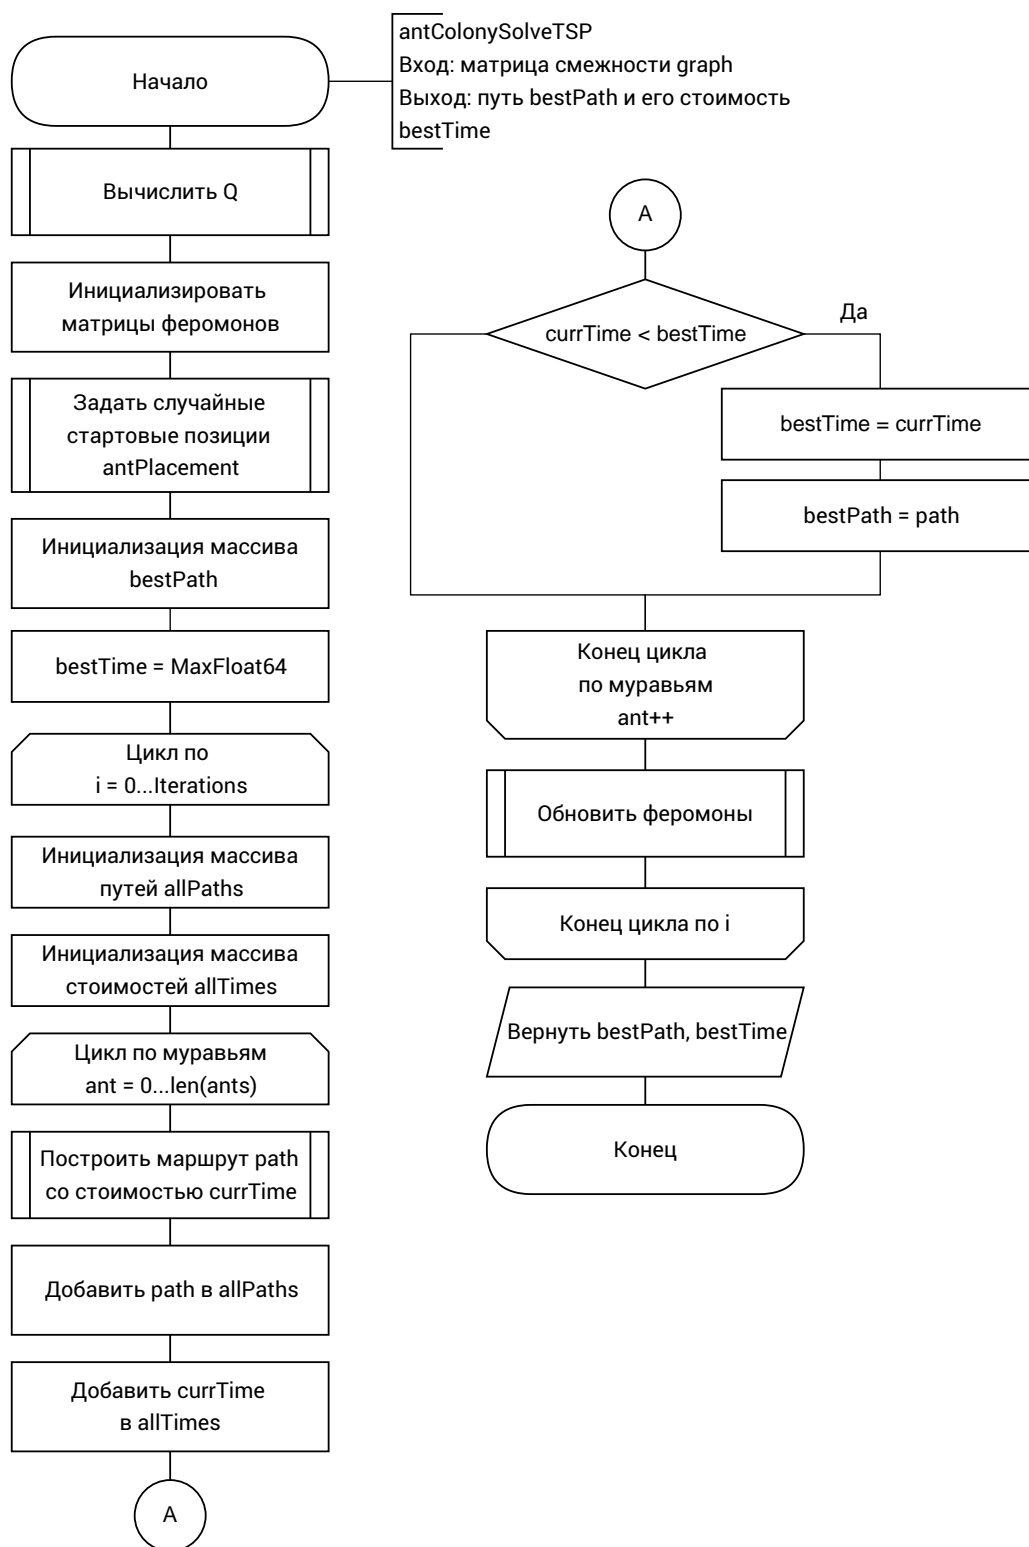 Начало
antColonySolveTSP
Вход: матрица смежности graph
Выход: путь bestPath и его стоимость
bestTime
Вычислить Q
Инициализировать
матрицы феромонов
Задать случайные
стартовые позиции
antPlacement
Инициализация массива
bestPath
bestTime = MaxFloat64
Цикл по
i = 0...Iterations
Инициализация массива
путей allPaths
Инициализация массива
стоимостей allTimes
Цикл по муравьям
ant = 0...len(ants)
Построить маршрут path
со стоимостью currTime
Добавить path в allPaths
Добавить currTime
в allTimes
A
A
currTime < bestTime
Да
bestTime = currTime
bestPath = path
Конец цикла
по муравьям
ant++
Обновить феромоны
Конец цикла по i
Вернуть bestPath, bestTime
Конец